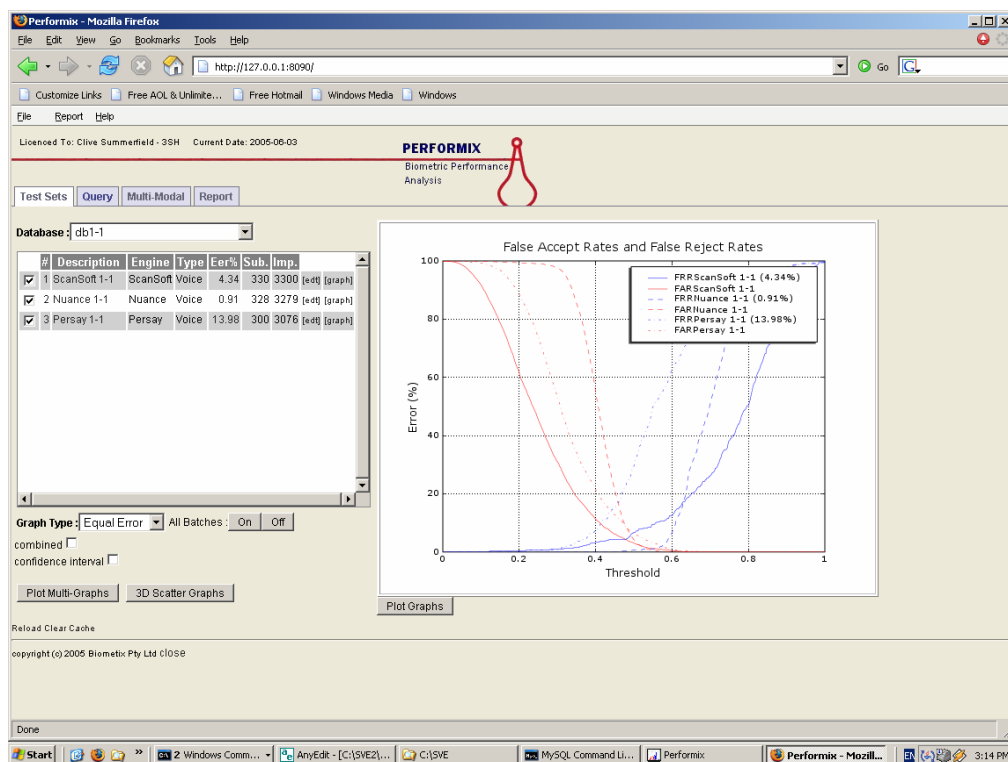 Performix - Mozilla Firefox
File Edit View Go Bookmarks Tools Help
http://127.0.0.1:8090/
Go
G
Customize Links Free AOL & Unlimite... Free Hotmail Windows Media Windows
File Report Help
Licenced To: Clive Summerfield - 3SH Current Date: 2005-06-03
PERFORMIX
Biometric Performance
Analysis
Test Sets Query Multi-Modal Report
Database : db1-1
# Description Engine Type Eer% Sub. Imp.
1 ScanSoft 1-1 ScanSoft Voice 4.34 330 3300 [edt] [graph]
2 Nuance 1-1 Nuance Voice 0.91 328 3279 [edt] [graph]
3 Persay 1-1 Persay Voice 13.98 300 3076 [edt] [graph]
Graph Type : Equal Error All Batches : On Off
combined
confidence interval
Plot Multi-Graphs 3D Scatter Graphs
False Accept Rates and False Reject Rates
FRRScanSoft 1-1 (4.34%)
FARScanSoft 1-1
FRRNuance 1-1 (0.91%)
FARNuance 1-1
FRRPersay 1-1 (13.98%)
FARPersay 1-1
Error (%)
100
80
60
40
20
0
0 0.2 0.4 0.6 0.8 1
Threshold
Plot Graphs
Reload Clear Cache
copyright (c) 2005 Biometix Pty Ltd close
Done
Start » 2 Windows Comm... AnyEdit - [C:\SVE2\... C:\SVE MySQL Command Li... Performix Performix - Mozill... EN 3:14 PM